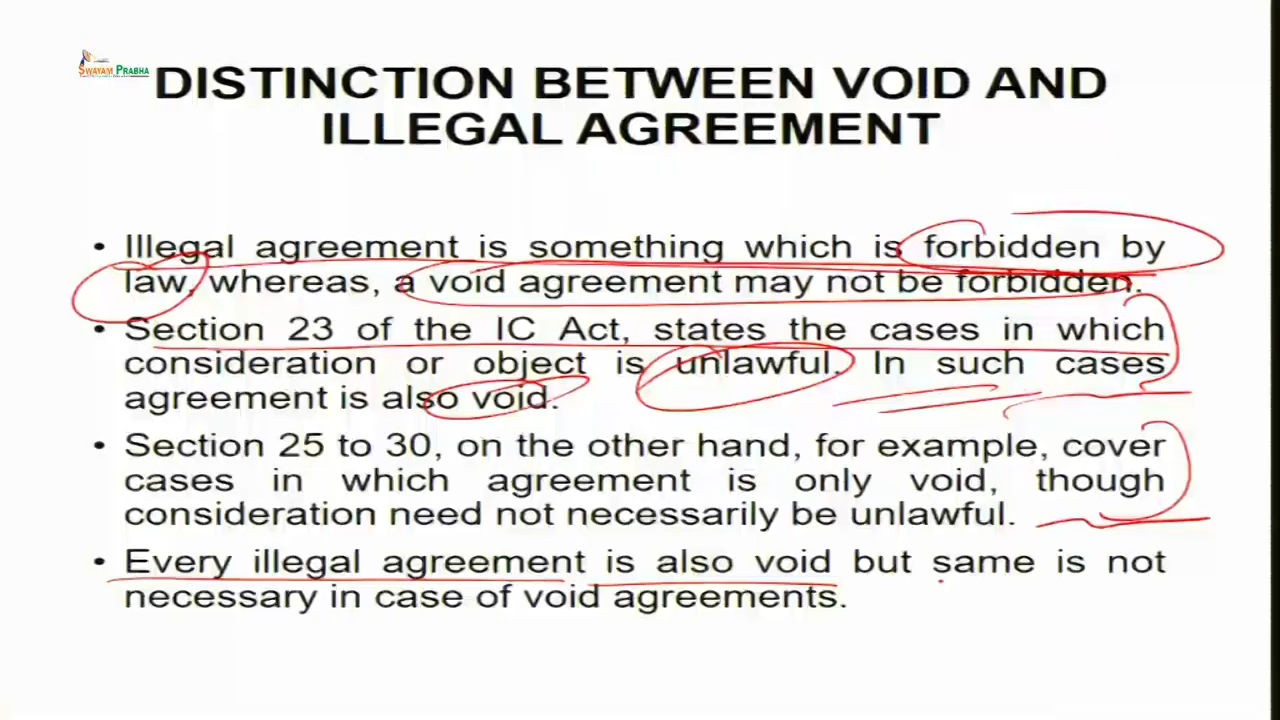 SWAYAM PRABHA
DISTINCTION BETWEEN VOID AND
ILLEGAL AGREEMENT
• Illegal agreement is something which is forbidden by
law, whereas, a void agreement may not be forbidden.
• Section 23 of the IC Act, states the cases in which
consideration or object is unlawful. In such cases
agreement is also void.
• Section 25 to 30, on the other hand, for example, cover
cases in which agreement is only void, though
consideration need not necessarily be unlawful.
• Every illegal agreement is also void but same is not
necessary in case of void agreements.